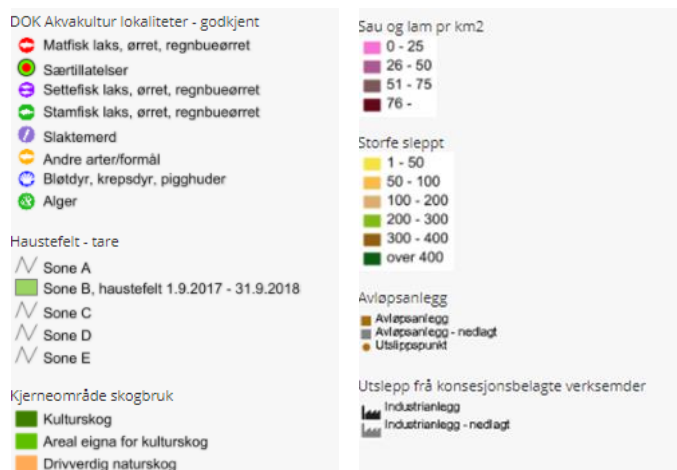 DOK Akvakultur lokaliteter - godkjent
Matfisk laks, ørret, regnbueørret
Særtillatelser
Settefisk laks, ørret, regnbueørret
Stamfisk laks, ørret, regnbueørret
Slaktemerd
Andre arter/formål
Bløtdyr, krepsdyr, pigghuder
Alger
Haustefelt - tare
Sone A
Sone B, haustefelt 1.9.2017 - 31.9.2018
Sone C
Sone D
Sone E
Kjerneområde skogbruk
Kulturskog
Areal eigna for kulturskog
Drivverdig naturskog
Sau og lam pr km2
0 - 25
26 - 50
51 - 75
76 -
Storfe sleppt
1 - 50
50 - 100
100 - 200
200 - 300
300 - 400
over 400
Avløpsanlegg
Avløpsanlegg
Avløpsanlegg - nedlagt
Utslippspunkt
Utslepp frå konsesjonsbelagte verksemder
Industrianlegg
Industrianlegg - nedlagt